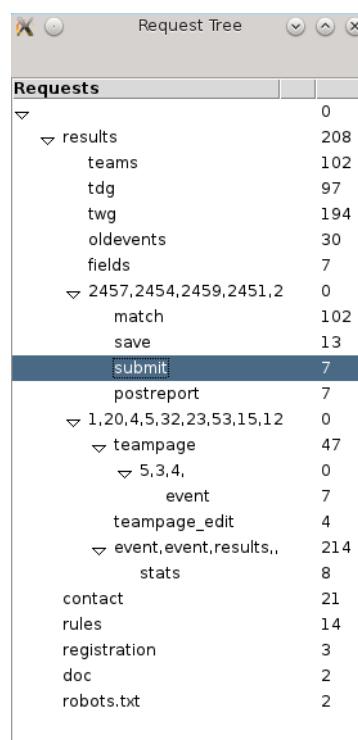 Request Tree
Requests
0
results 208
teams 102
tdg 97
twg 194
oldevents 30
fields 7
2457,2454,2459,2451,2 0
match 102
save 13
submit 7
postreport 7
1,20,4,5,32,23,53,15,12 0
teampage 47
5,3,4, 0
event 7
teampage_edit 4
event,event,results,, 214
stats 8
contact 21
rules 14
registration 3
doc 2
robots.txt 2